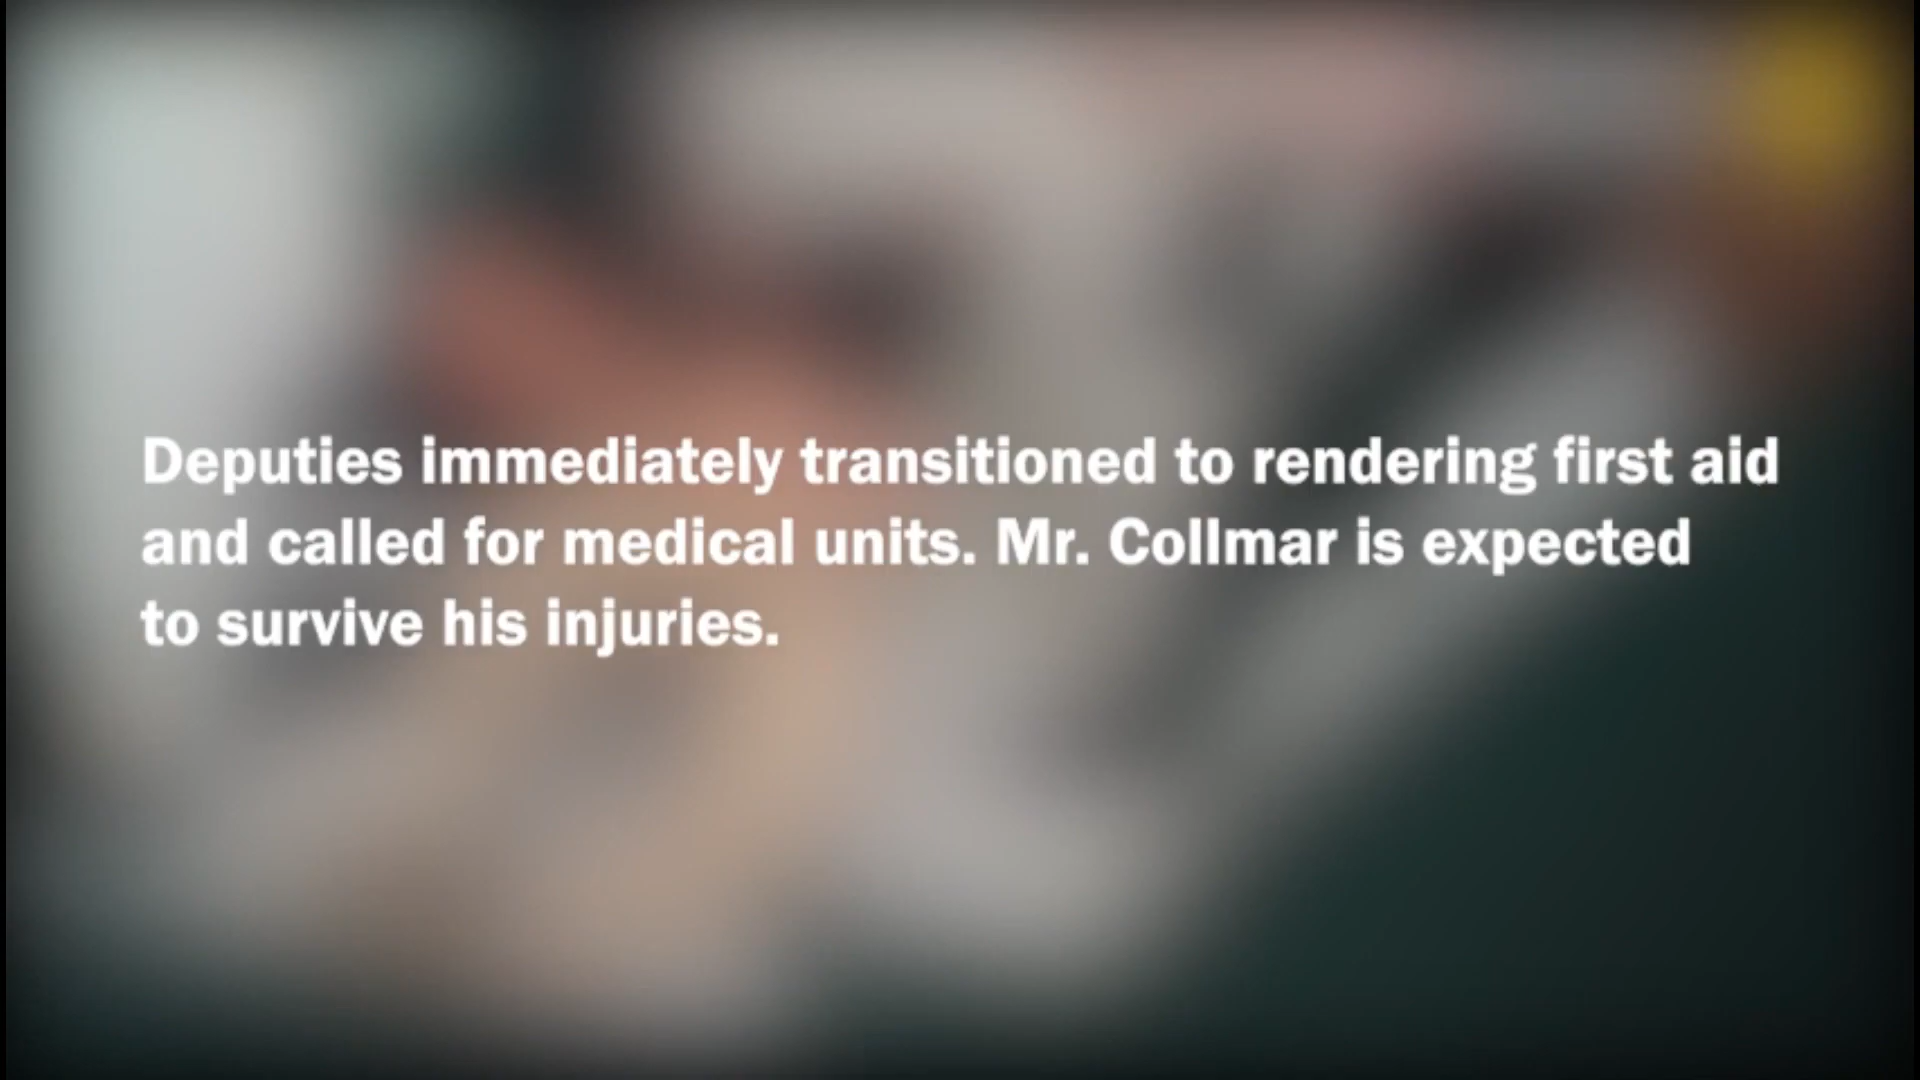 Deputies immediately transitioned to rendering first aid
and called for medical units. Mr. Collmar is expected
to survive his injuries.